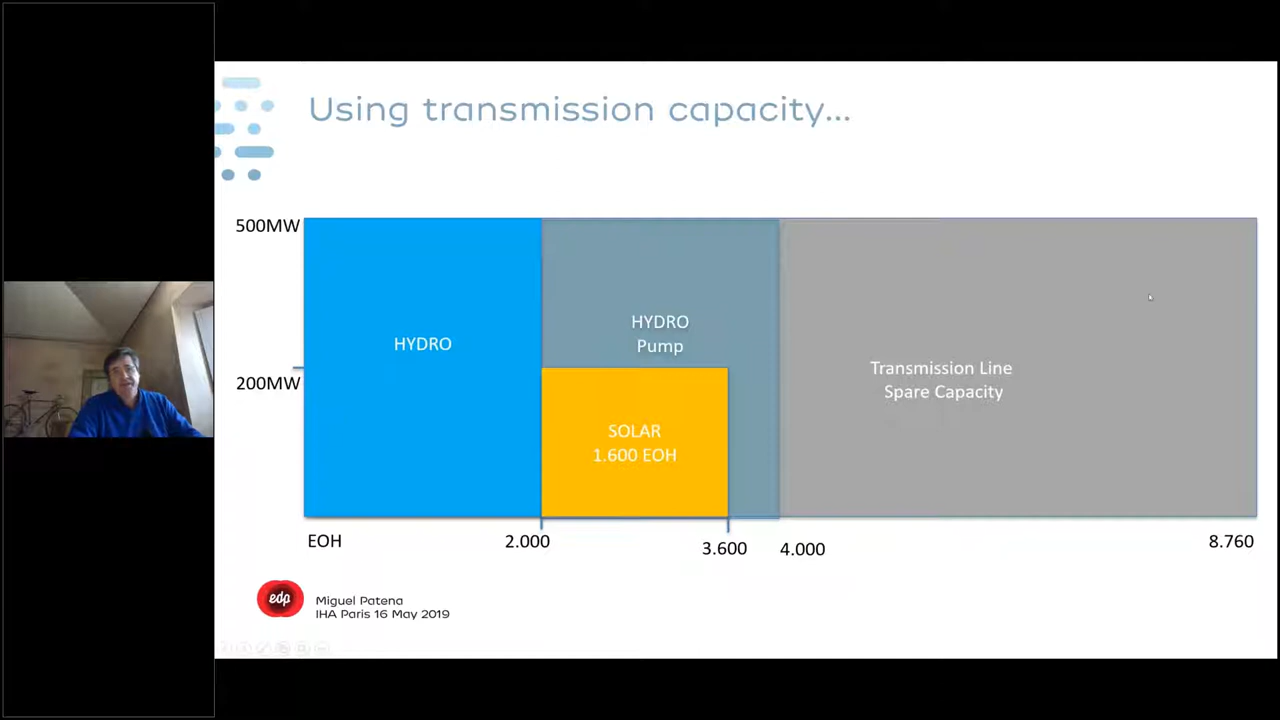 Using transmission capacity...
500MW
HYDRO
HYDRO
Pump
Transmission Line
Spare Capacity
200MW
SOLAR
1.600 EOH
EOH
2.000
3.600
4.000
8.760
edp
Miguel Patena
IHA Paris 16 May 2019